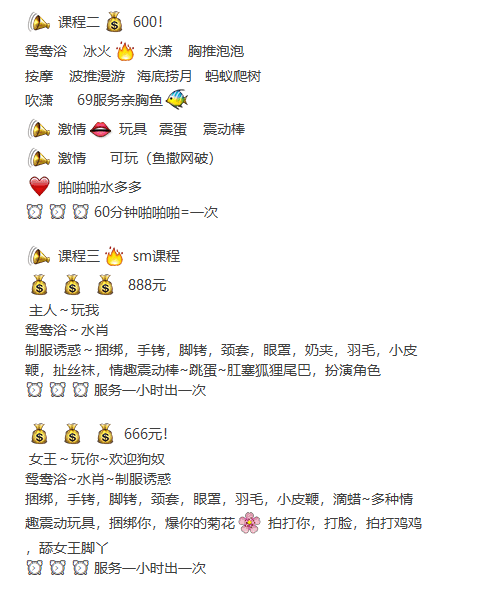 课程二 600!
鸳鸯浴 冰火 水潇 胸推泡泡
按摩 波推漫游 海底捞月 蚂蚁爬树
吹潇 69服务亲胸鱼
激情 玩具 震蛋 震动棒
激情 可玩（鱼撒网破）
啪啪啪水多多
60分钟啪啪啪=一次
课程三 sm课程
888元
主人～玩我
鸳鸯浴～水肖
制服诱惑～捆绑，手铐，脚铐，颈套，眼罩，奶夹，羽毛，小皮
鞭，扯丝袜，情趣震动棒~跳蛋~肛塞狐狸尾巴，扮演角色
服务一小时出一次
666元!
女王～玩你~欢迎狗奴
鸳鸯浴~水肖~制服诱惑
捆绑，手铐，脚铐，颈套，眼罩，羽毛，小皮鞭，滴蜡~多种情
趣震动玩具，捆绑你，爆你的菊花 拍打你，打脸，拍打鸡鸡
，舔女王脚丫
服务一小时出一次